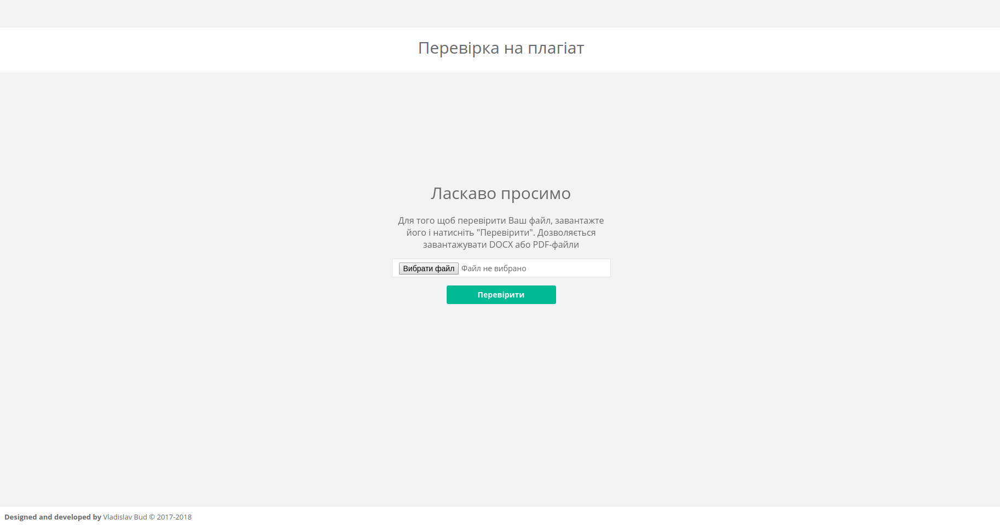 Перевірка на плагіат
Ласкаво просимо
Для того щоб перевірити Ваш файл, завантажте
його і натисніть "Перевірити". Дозволяється
завантажувати DOCX або PDF-файли
Вибрати файл Файл не вибрано
Перевірити
Designed and developed by Vladislav Bud © 2017-2018